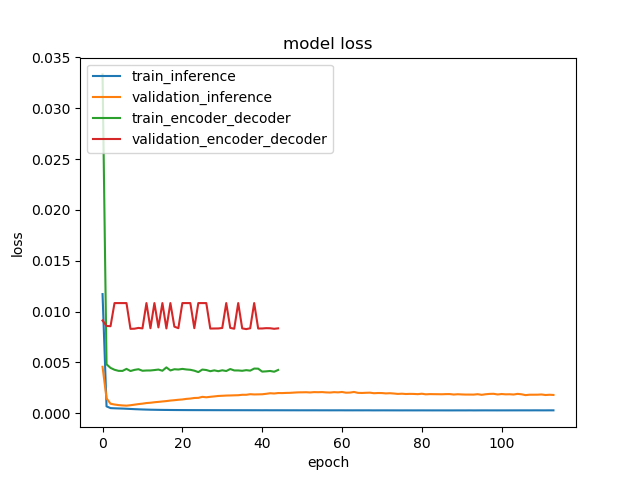 model loss
0.035
0.030
0.025
0.020
0.015
0.010
0.005
0.000
loss
train_inference
validation_inference
train_encoder_decoder
validation_encoder_decoder
0 20 40 60 80 100
epoch